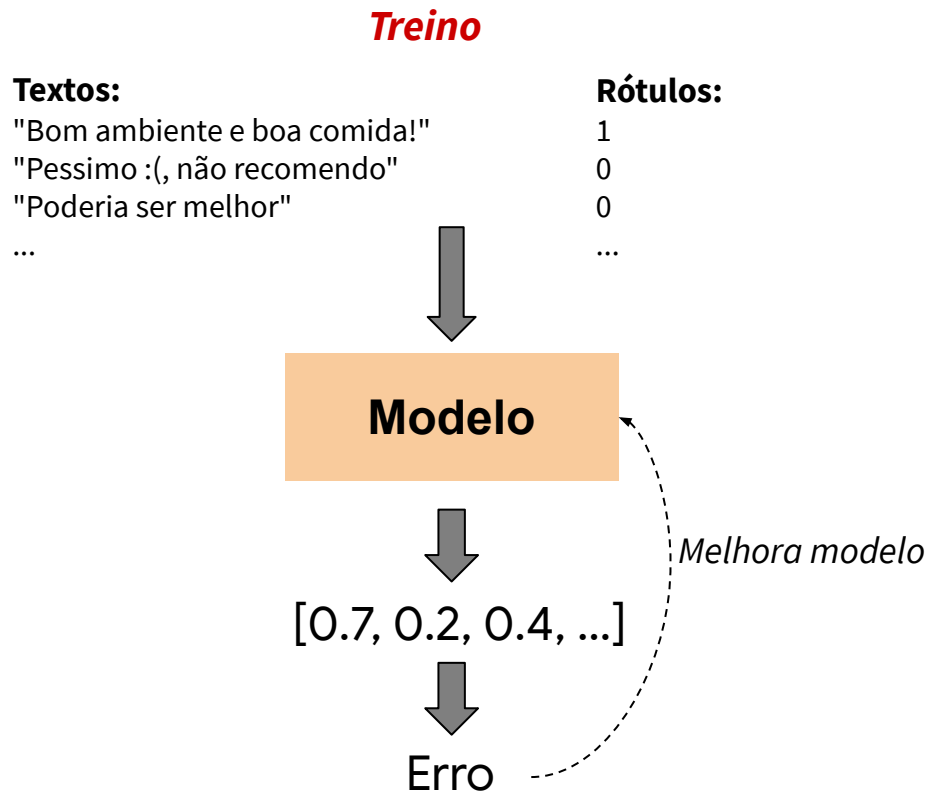 Treino
Textos:
"Bom ambiente e boa comida!"
"Pessimo :(, não recomendo"
"Poderia ser melhor"
...
Rótulos:
1
0
0
...
Modelo
Melhora modelo
[0.7, 0.2, 0.4, ...]
Erro